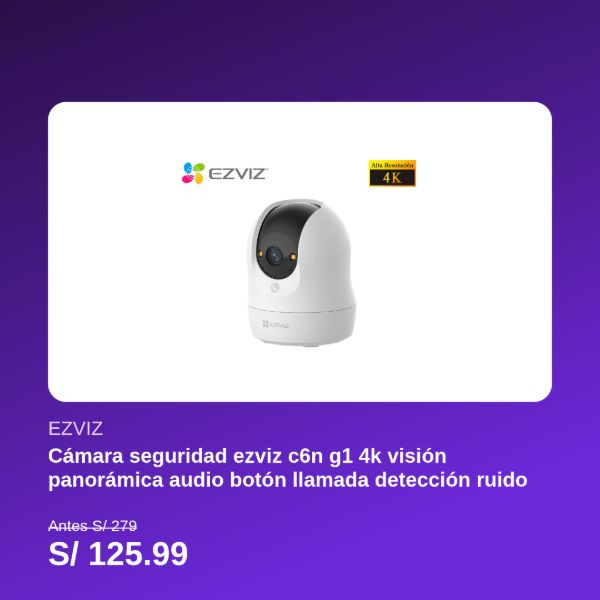 EZVIZ
Alta Resolución
4K
EZVIZ
EZVIZ
Cámara seguridad ezviz c6n g1 4k visión
panorámica audio botón llamada detección ruido
Antes S/ 279
S/ 125.99